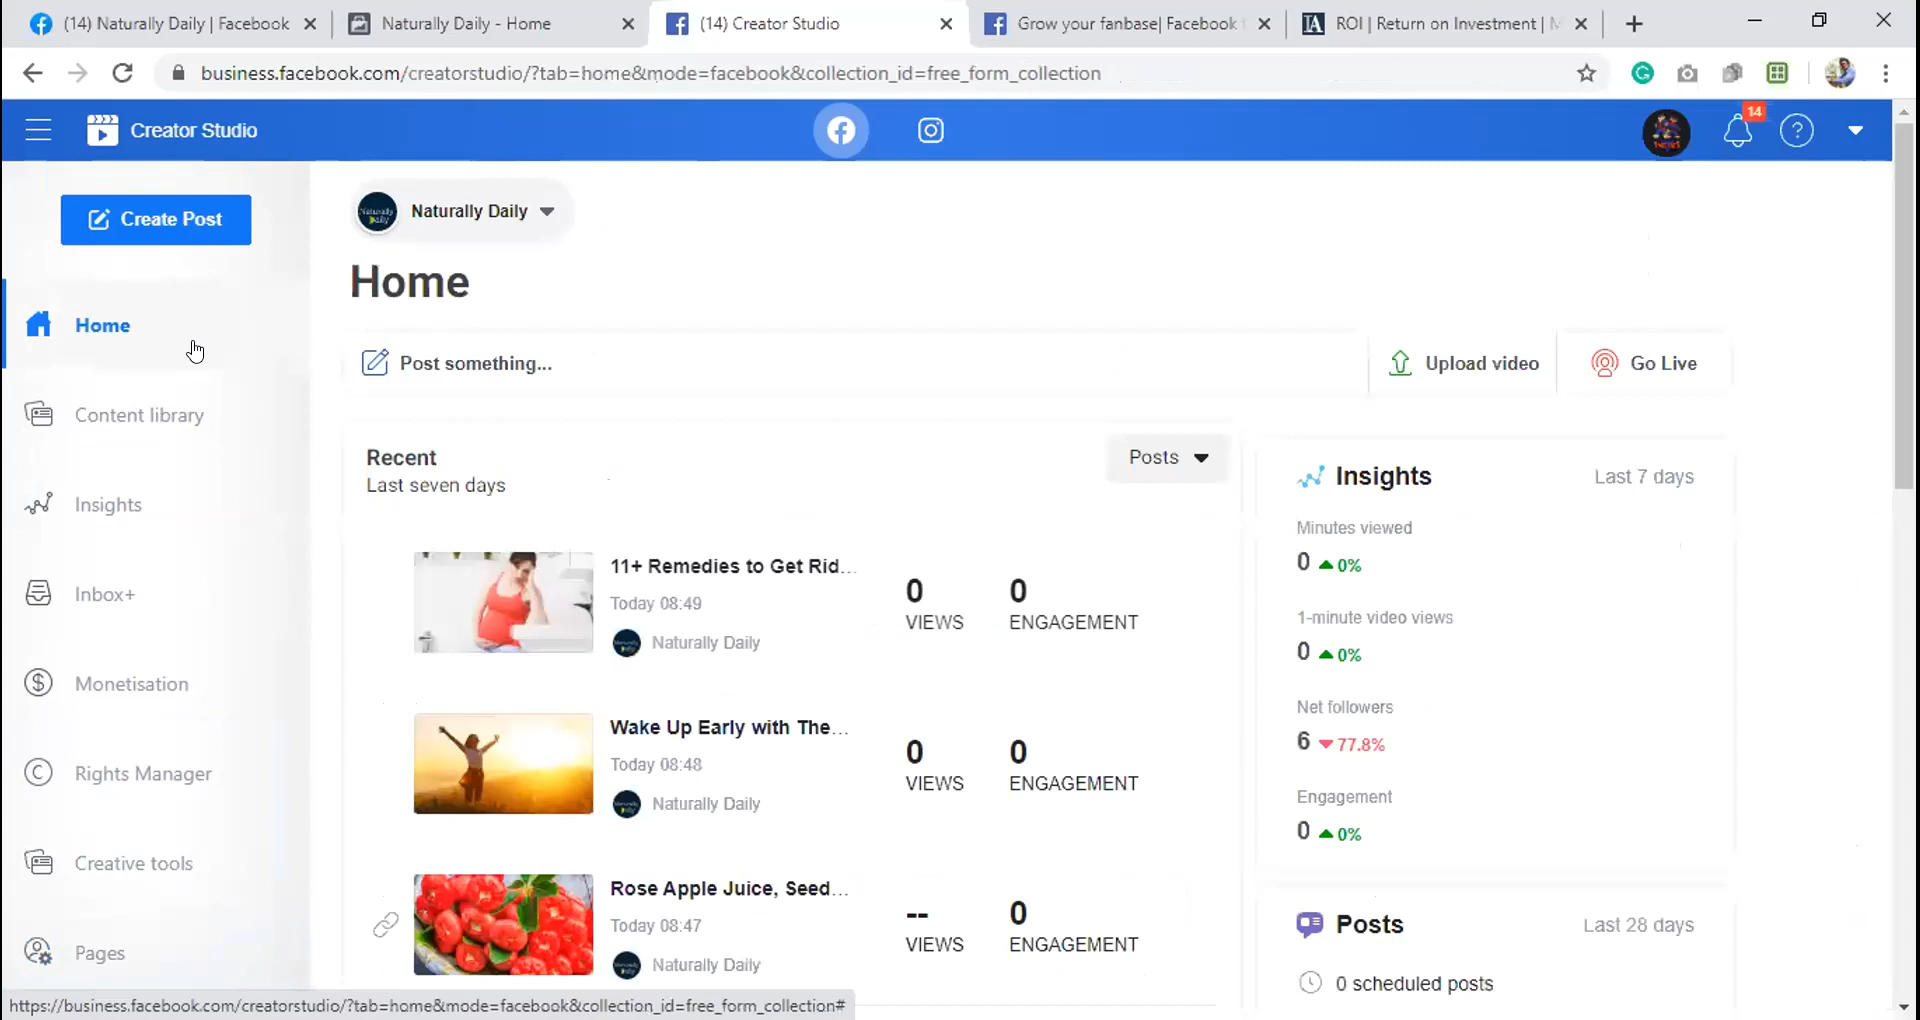 (14) Naturally Daily | Facebook
Naturally Daily - Home
(14) Creator Studio
Grow your fanbase| Facebook
ROI | Return on Investment |
business.facebook.com/creatorstudio/?tab=home&mode=facebook&collection_id=free_form_collection
Creator Studio
14
Create Post
Naturally Daily
Home
Home
Post something...
Upload video
Go Live
Content library
Recent
Posts
Last seven days
Insights
Last 7 days
Insights
Minutes viewed
0 0%
11+ Remedies to Get Rid...
Today 08:49
Naturally Daily
0
VIEWS
0
ENGAGEMENT
Inbox+
1-minute video views
0 0%
Monetisation
Net followers
6 77.8%
Wake Up Early with The...
Today 08:48
Naturally Daily
0
VIEWS
0
ENGAGEMENT
Rights Manager
Engagement
0 0%
Creative tools
Rose Apple Juice, Seed...
Today 08:47
Naturally Daily
--
VIEWS
0
ENGAGEMENT
Posts
Last 28 days
Pages
0 scheduled posts
https://business.facebook.com/creatorstudio/?tab=home&mode=facebook&collection_id=free_form_collection#